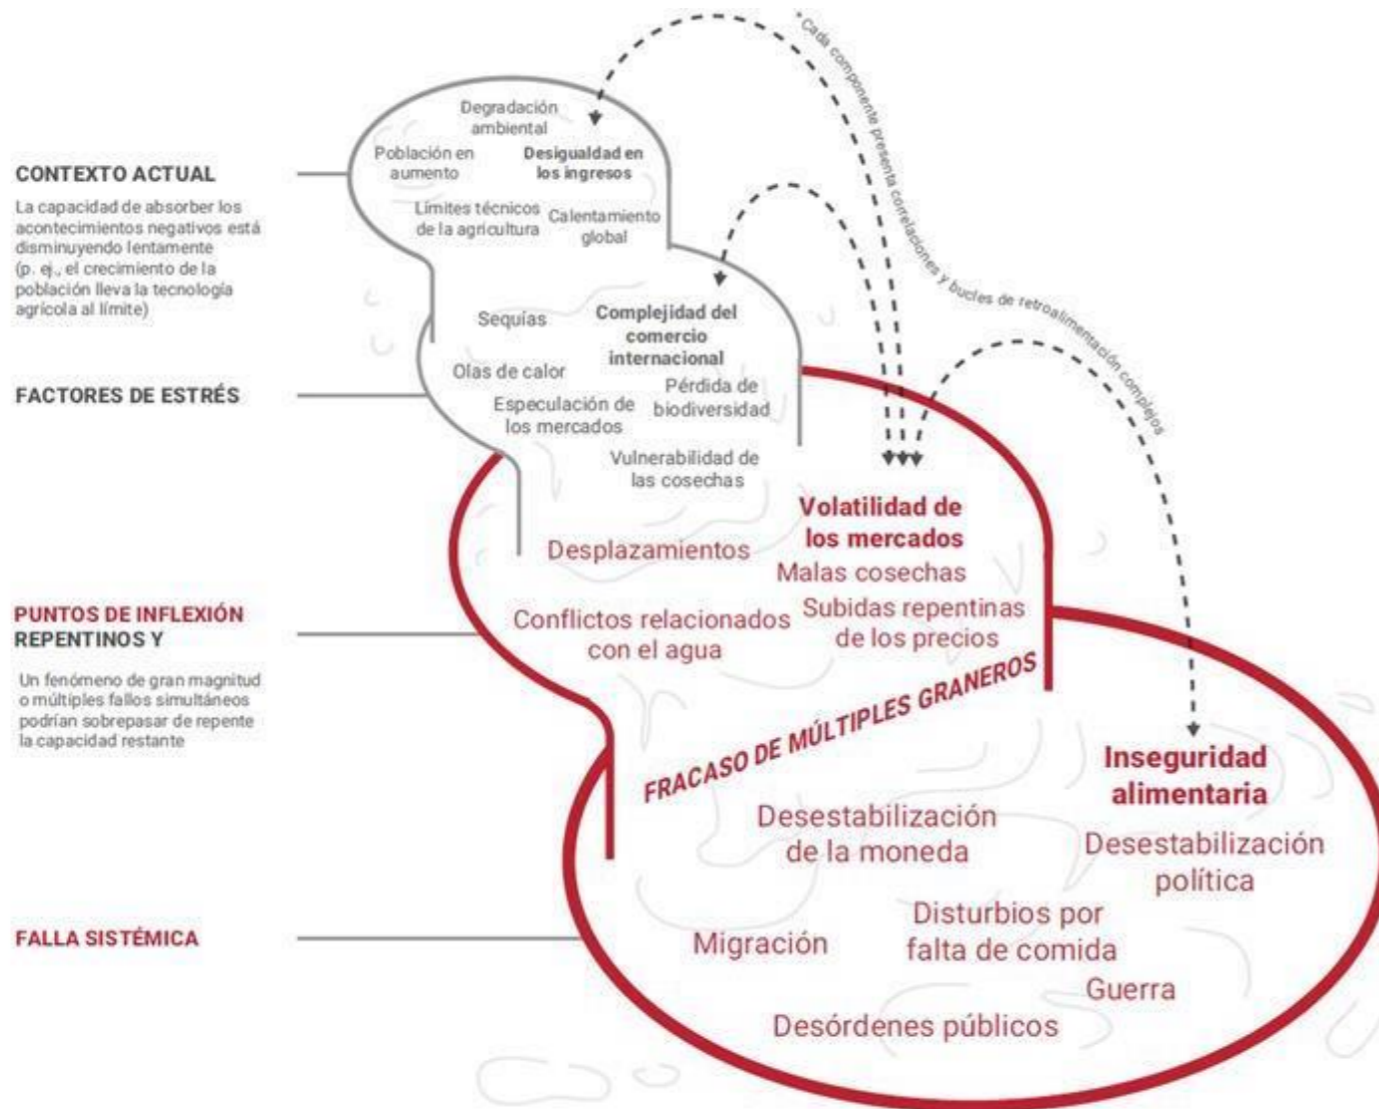 * Cada componente presenta correlaciones y bucles de retroalimentación complejos
CONTEXTO ACTUAL
La capacidad de absorber los
acontecimientos negativos está
disminuyendo lentamente
(p. ej., el crecimiento de la
población lleva la tecnología
agrícola al límite)
Degradación
ambiental
Población en
aumento
Desigualdad en
los ingresos
Límites técnicos
de la agricultura
Calentamiento
global
FACTORES DE ESTRÉS
Sequías
Complejidad del
comercio
internacional
Olas de calor
Pérdida de
biodiversidad
Especulación de
los mercados
Vulnerabilidad de
las cosechas
PUNTOS DE INFLEXIÓN
REPENTINOS Y
Un fenómeno de gran magnitud
o múltiples fallos simultáneos
podrían sobrepasar de repente
la capacidad restante
Volatilidad de
los mercados
Desplazamientos
Malas cosechas
Conflictos relacionados
con el agua
Subidas repentinas
de los precios
FRACASO DE MÚLTIPLES GRANEROS
FALLA SISTÉMICA
Inseguridad
alimentaria
Desestabilización
de la moneda
Desestabilización
política
Migración
Disturbios por
falta de comida
Guerra
Desórdenes públicos